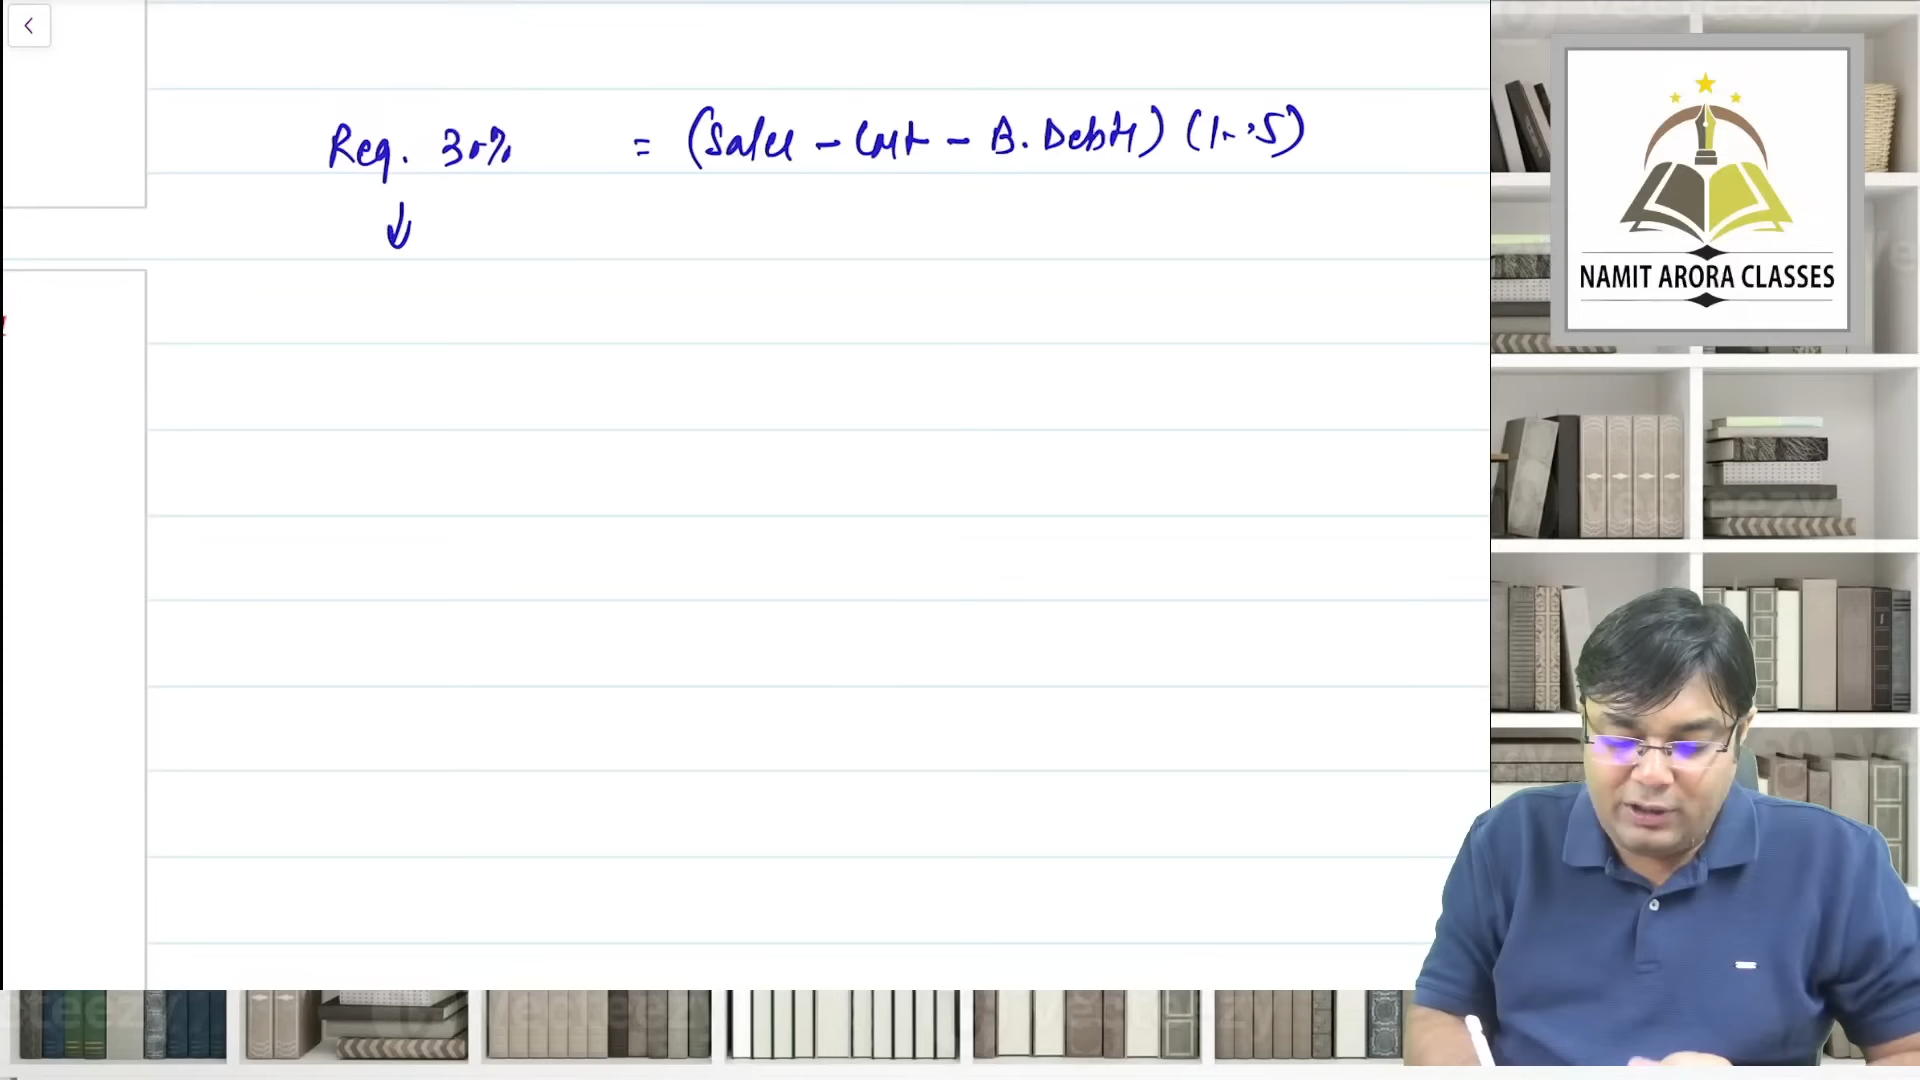 Req. 30% = (Sales - Cost - B. Debts) (1-.5)
NAMIT ARORA CLASSES